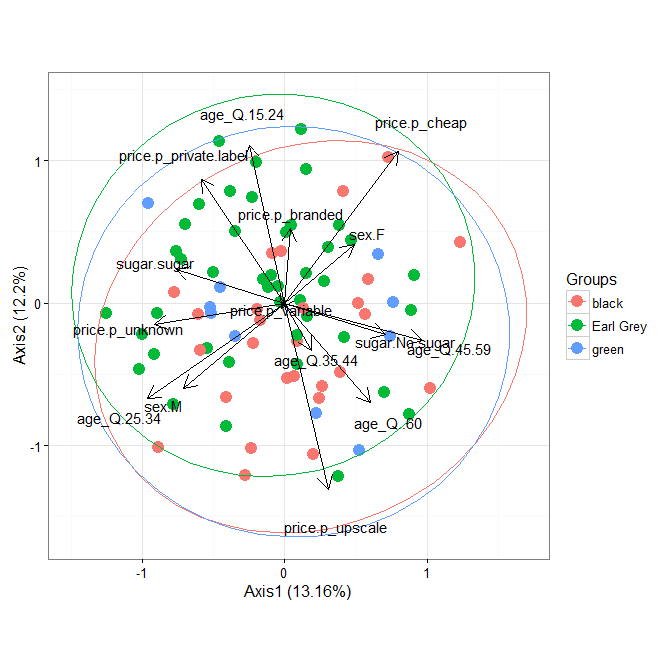 age_Q.15.24
price.p_cheap
price.p_private.label
price.p_branded
sex.F
sugar.sugar
price.p_variable
price.p_unknown
sugar.No.sugar
age_Q.45.59
age_Q.35.44
age_Q.25.34
sex.M
age_Q..60
price.p_upscale
1
0
-1
-1
0
1
Axis1 (13.16%)
Axis2 (12.2%)
Groups
black
Earl Grey
green